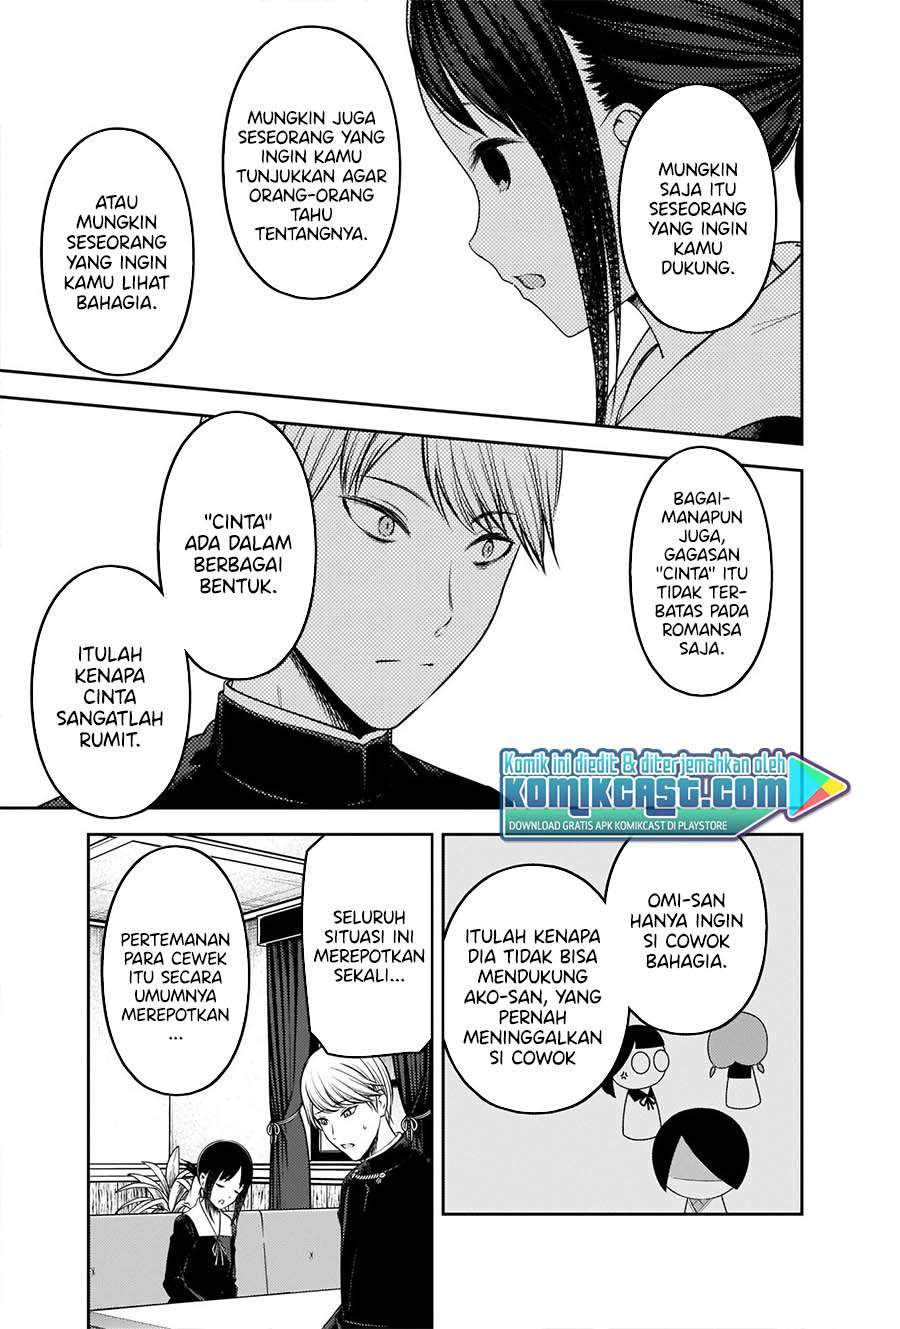 MUNGKIN
SAJA ITU
SESEORANG
YANG INGIN
KAMU
DUKUNG.
MUNGKIN JUGA
SESEORANG YANG
INGIN KAMU
TUNJUKKAN AGAR
ORANG-ORANG
TAHU
TENTANGNYA.
ATAU
MUNGKIN
SESEORANG
YANG INGIN
KAMU LIHAT
BAHAGIA.
BAGAI-
MANAPUN
JUGA,
GAGASAN
"CINTA" ITU
TIDAK TER-
BATAS PADA
ROMANSA
SAJA.
"CINTA"
ADA DALAM
BERBAGAI
BENTUK.
ITULAH
KENAPA
CINTA
SANGATLAH
RUMIT.
Komik ini diedit & diterjemahkan oleh
KOMIKCAST.COM
DOWNLOAD GRATIS APK KOMIKCAST DI PLAYSTORE
OMI-SAN
HANYA INGIN
SI COWOK
BAHAGIA.
ITULAH KENAPA
DIA TIDAK BISA
MENDUKUNG
AKO-SAN, YANG
PERNAH
MENINGGALKAN
SI COWOK
SELURUH
SITUASI INI
MEREPOTKAN
SEKALI...
PERTEMANAN
PARA CEWEK
ITU SECARA
UMUMNYA
MEREPOTKAN
...